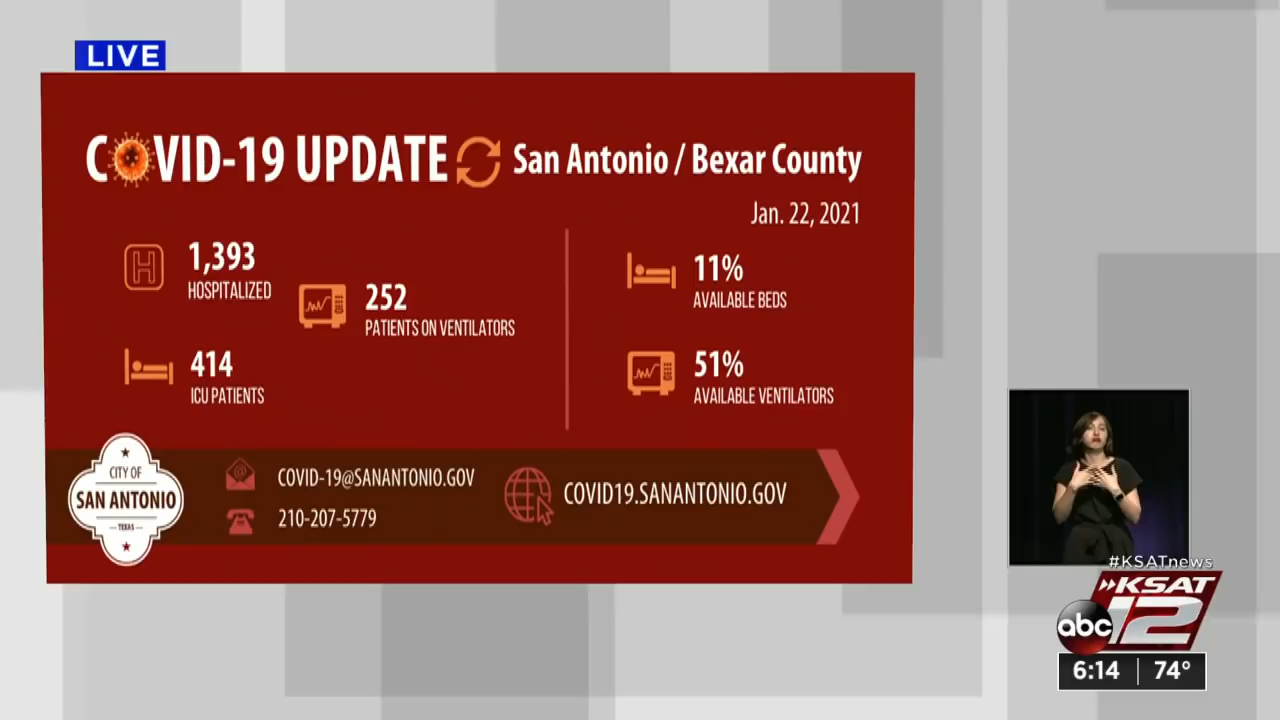 LIVE
COVID-19 UPDATE
San Antonio / Bexar County
Jan. 22, 2021
1,393
HOSPITALIZED
252
PATIENTS ON VENTILATORS
414
ICU PATIENTS
11%
AVAILABLE BEDS
51%
AVAILABLE VENTILATORS
CITY OF
SAN ANTONIO
TEXAS
COVID-19@SANANTONIO.GOV
210-207-5779
COVID19.SANANTONIO.GOV
#KSATnews
KSAT
abc 12
6:14 74°